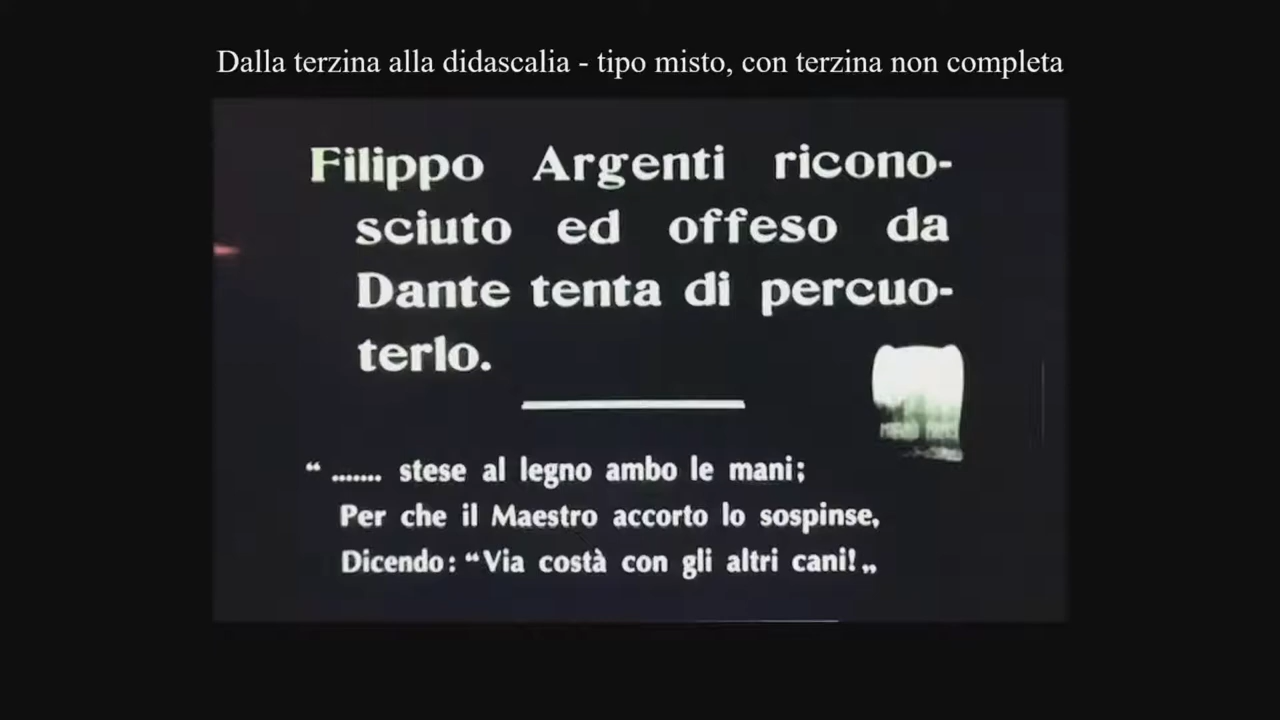 Dalla terzina alla didascalia - tipo misto, con terzina non completa
Filippo Argenti ricono-
sciuto ed offeso da
Dante tenta di percuo-
terlo.
“ ....... stese al legno ambo le mani;
Per che il Maestro accorto lo sospinse,
Dicendo: “Via costà con gli altri cani!„